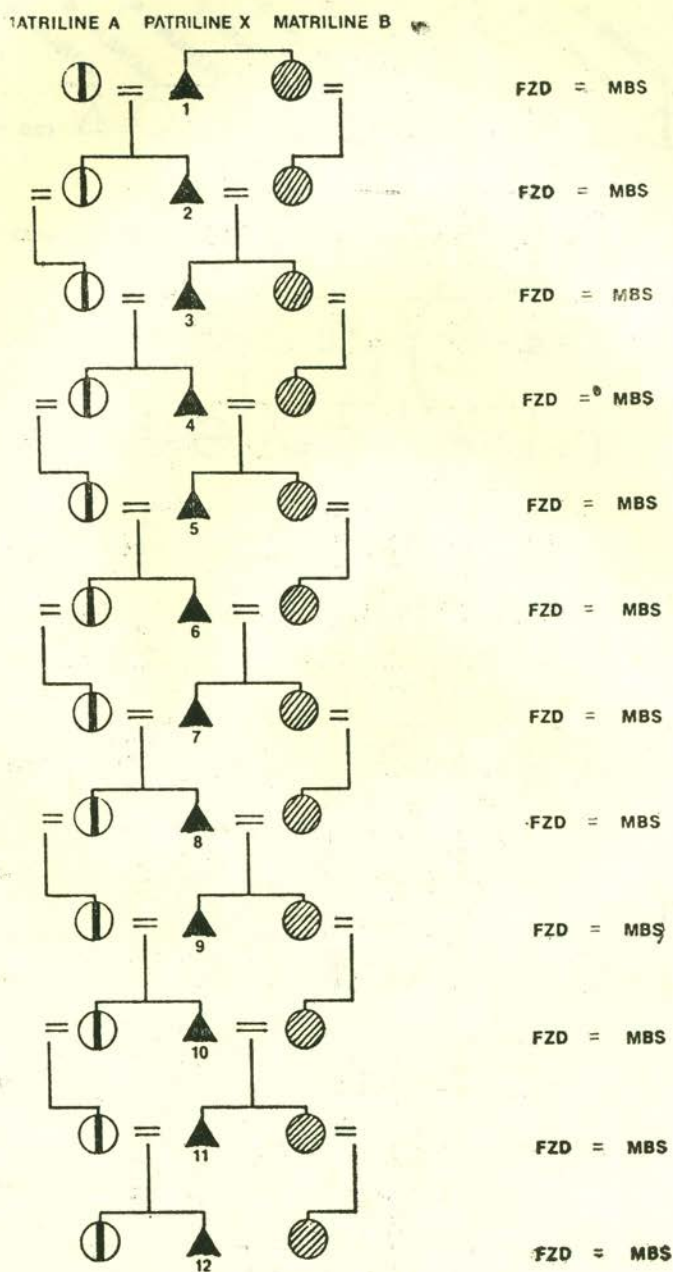 MATRILINE A PATRILINE X MATRILINE B
1 FZD = MBS
2 FZD = MBS
3 FZD = MBS
4 FZD = MBS
5 FZD = MBS
6 FZD = MBS
7 FZD = MBS
8 FZD = MBS
9 FZD = MBS
10 FZD = MBS
11 FZD = MBS
12 FZD = MBS